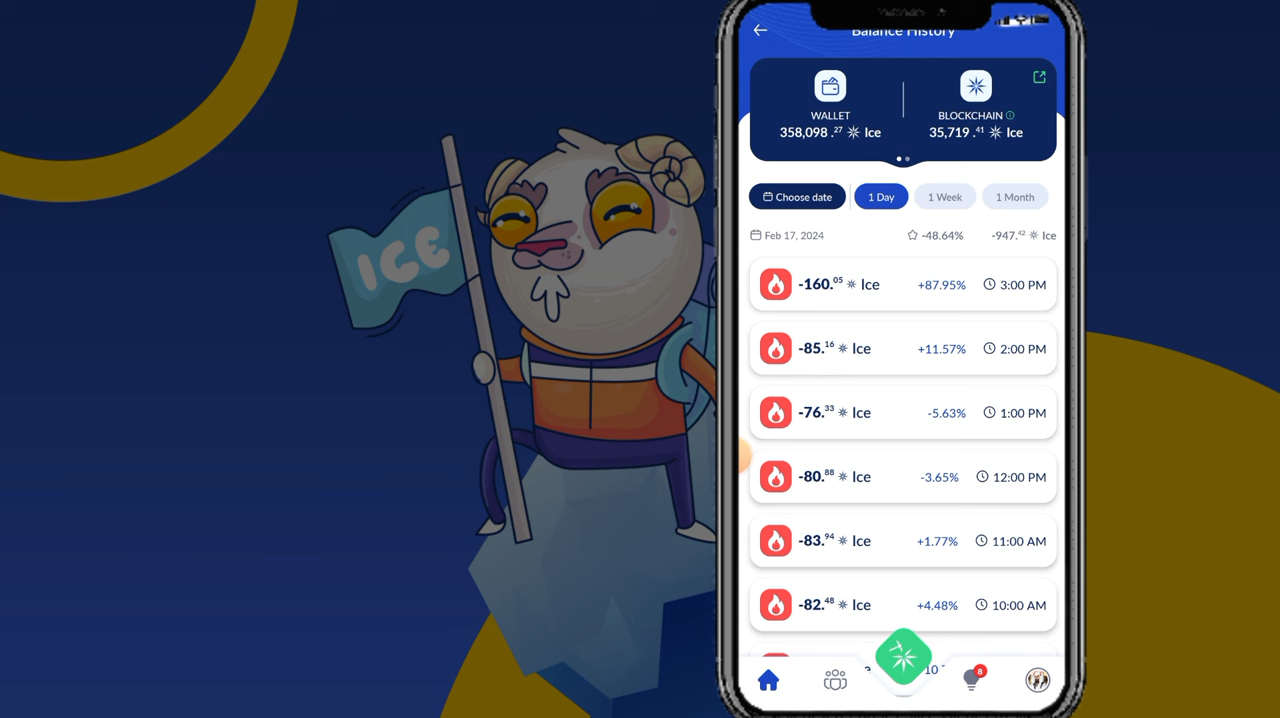 ICE
Balance History
WALLET
358,098 .27 Ice
BLOCKCHAIN
35,719 .41 Ice
Choose date
1 Day
1 Week
1 Month
Feb 17, 2024
-48.64%
-947.42 Ice
-160.05 Ice +87.95% 3:00 PM
-85.16 Ice +11.57% 2:00 PM
-76.33 Ice -5.63% 1:00 PM
-80.88 Ice -3.65% 12:00 PM
-83.94 Ice +1.77% 11:00 AM
-82.48 Ice +4.48% 10:00 AM
8